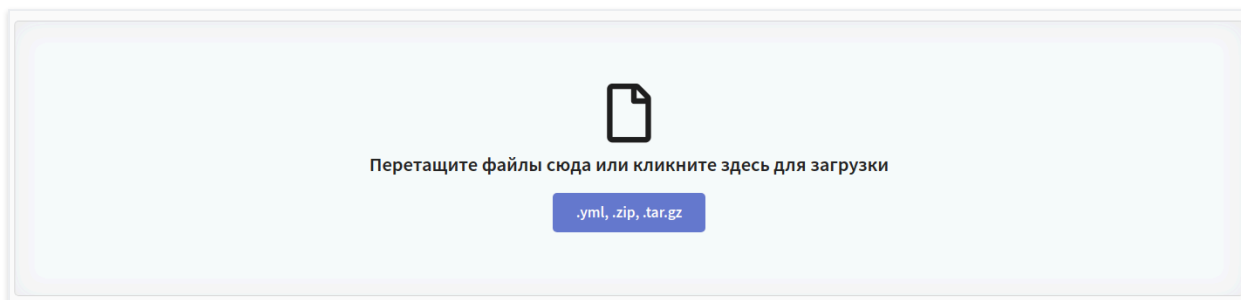 Перетащите файлы сюда или кликните здесь для загрузки
.yml, .zip, .tar.gz